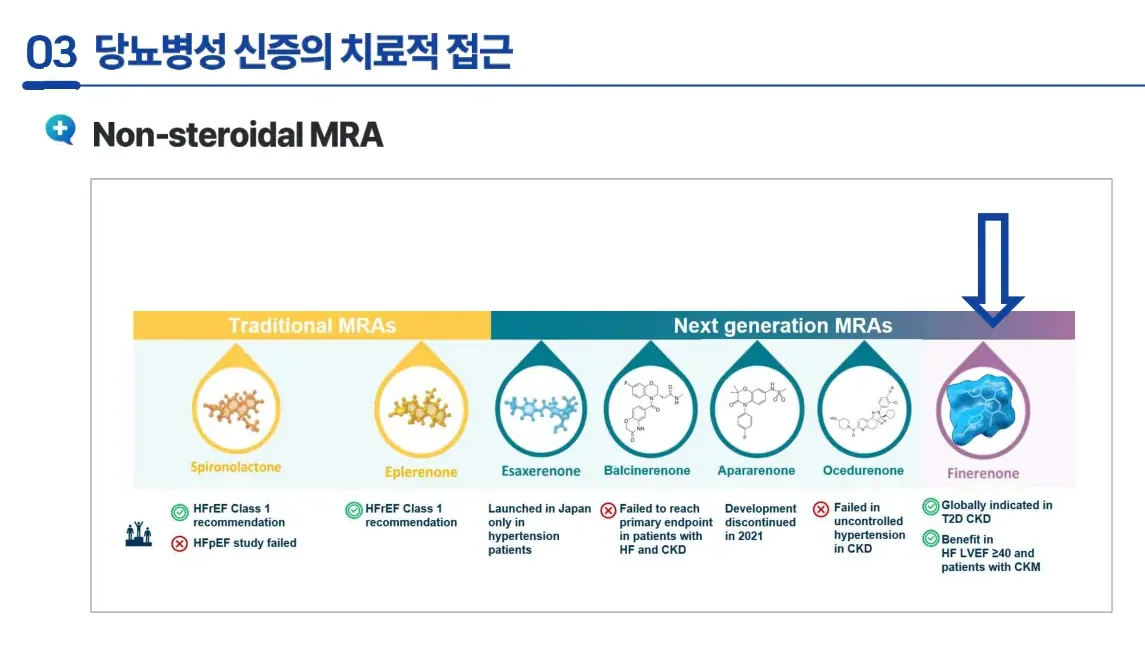 03 당뇨병성 신증의 치료적 접근
Non-steroidal MRA
Traditional MRAs
Next generation MRAs
Spironolactone
Eplerenone
Esaxerenone
Balcinerenone
Apararenone
Ocedurenone
Finerenone
HFrEF Class 1
recommendation
HFpEF study failed
HFrEF Class 1
recommendation
Launched in Japan
only in
hypertension
patients
Failed to reach
primary endpoint
in patients with
HF and CKD
Development
discontinued
in 2021
Failed in
uncontrolled
hypertension
in CKD
Globally indicated in
T2D CKD
Benefit in
HF LVEF ≥40 and
patients with CKM